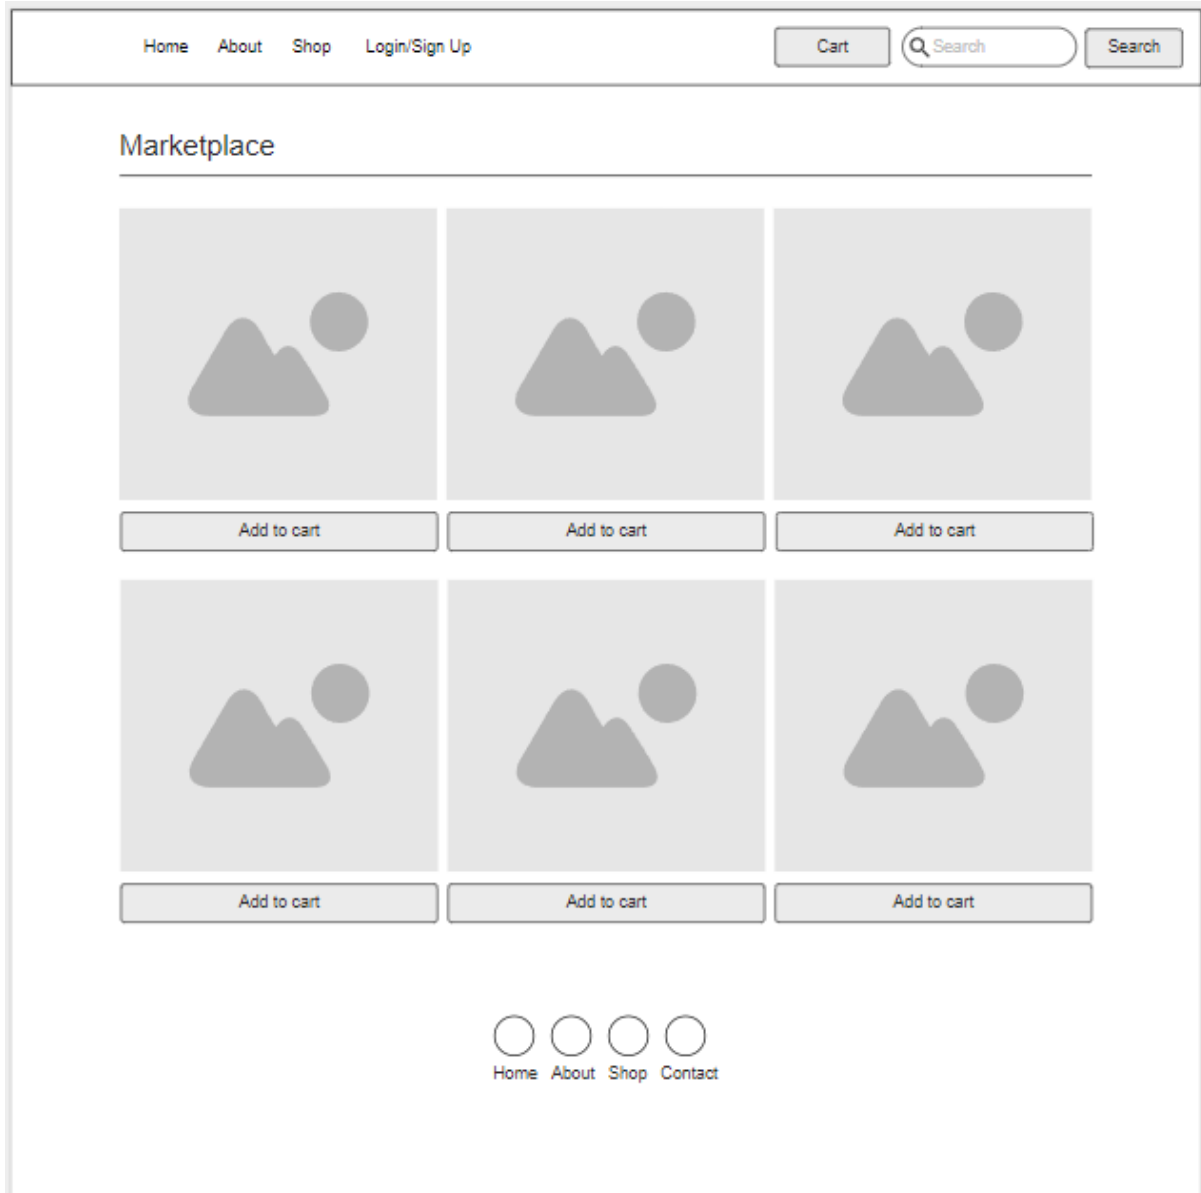 Home About Shop Login/Sign Up Cart Search Search
Marketplace
Add to cart Add to cart Add to cart
Add to cart Add to cart Add to cart
Home About Shop Contact